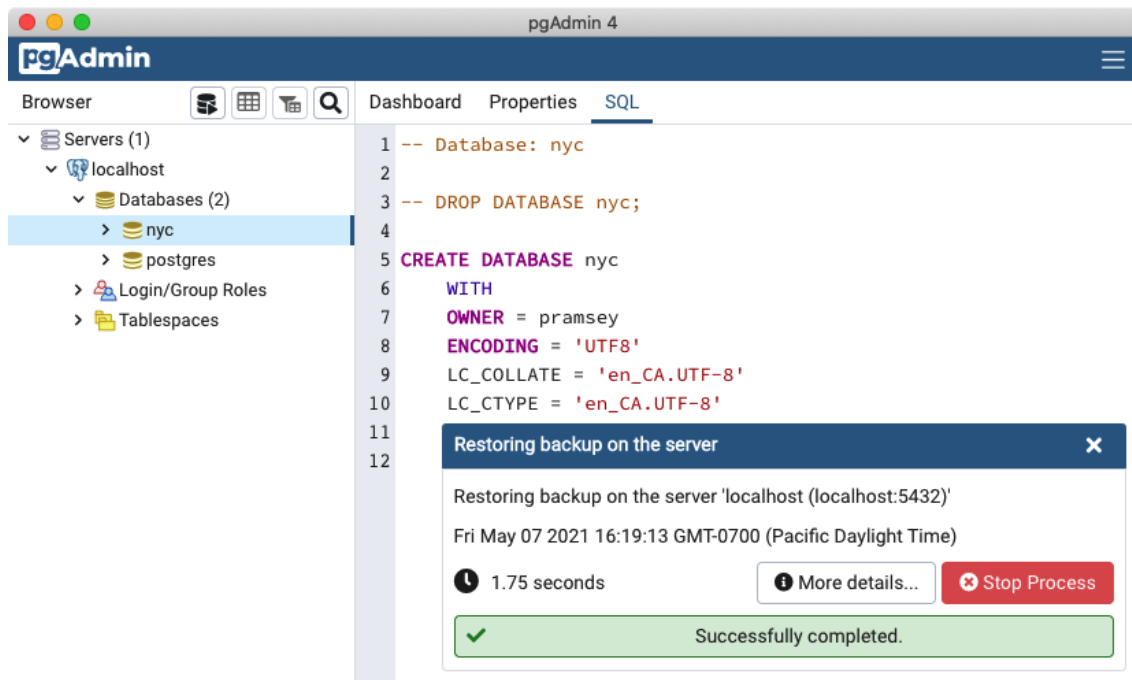 pgAdmin 4
pgAdmin
Browser
Dashboard Properties SQL
Servers (1)
localhost
Databases (2)
nyc
postgres
Login/Group Roles
Tablespaces
1 -- Database: nyc
2
3 -- DROP DATABASE nyc;
4
5 CREATE DATABASE nyc
6 WITH
7 OWNER = pramsey
8 ENCODING = 'UTF8'
9 LC_COLLATE = 'en_CA.UTF-8'
10 LC_CTYPE = 'en_CA.UTF-8'
11
12
Restoring backup on the server
Restoring backup on the server 'localhost (localhost:5432)'
Fri May 07 2021 16:19:13 GMT-0700 (Pacific Daylight Time)
1.75 seconds
More details...
Stop Process
Successfully completed.